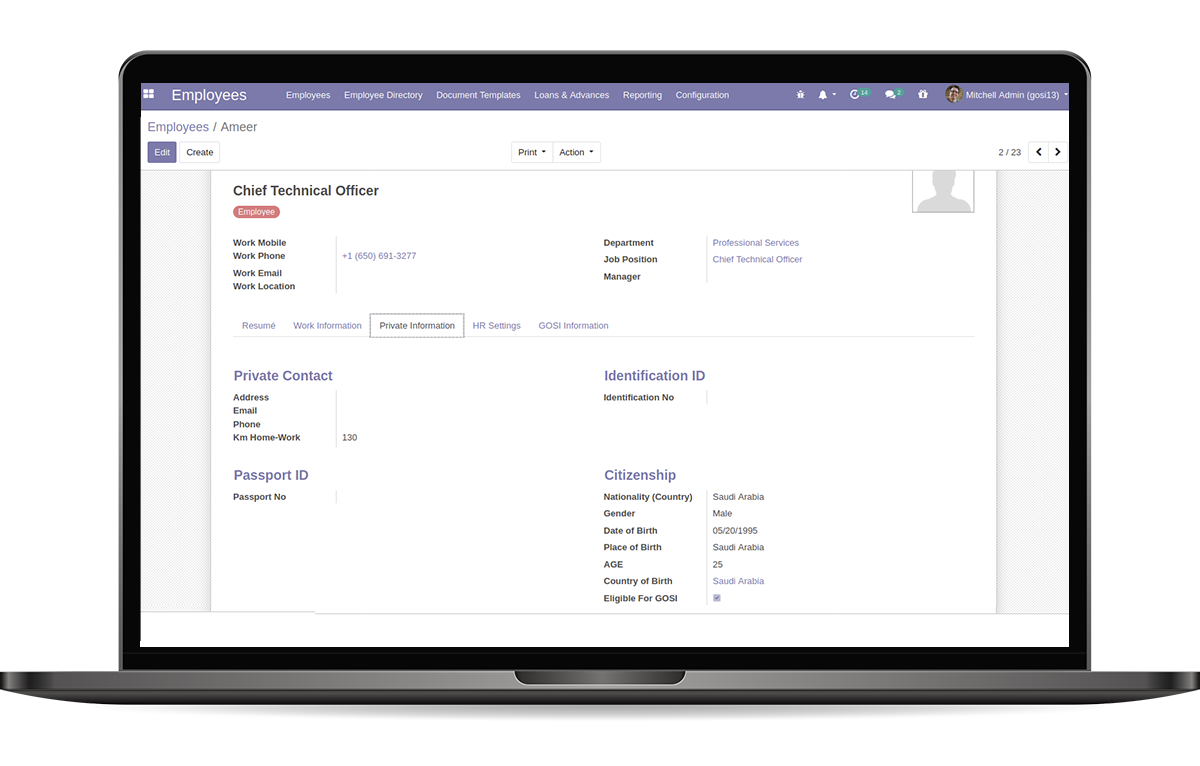 Employees Employees Employee Directory Document Templates Loans & Advances Reporting Configuration 14 2 Mitchell Admin (gosi13)
Employees / Ameer
Edit Create Print Action 2 / 23
Chief Technical Officer
Employee
Work Mobile
Work Phone +1 (650) 691-3277
Work Email
Work Location
Department Professional Services
Job Position Chief Technical Officer
Manager
Resumé Work Information Private Information HR Settings GOSI Information
Private Contact
Address
Email
Phone
Km Home-Work 130
Identification ID
Identification No
Passport ID
Passport No
Citizenship
Nationality (Country) Saudi Arabia
Gender Male
Date of Birth 05/20/1995
Place of Birth Saudi Arabia
AGE 25
Country of Birth Saudi Arabia
Eligible For GOSI